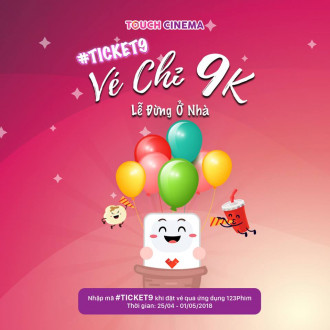 TOUCH CINEMA
#TICKET9
Vé Chỉ 9K
Lễ Đừng Ở Nhà
Nhập mã #TICKET9 khi đặt vé qua ứng dụng 123Phim
Thời gian: 25/04 - 01/05/2018